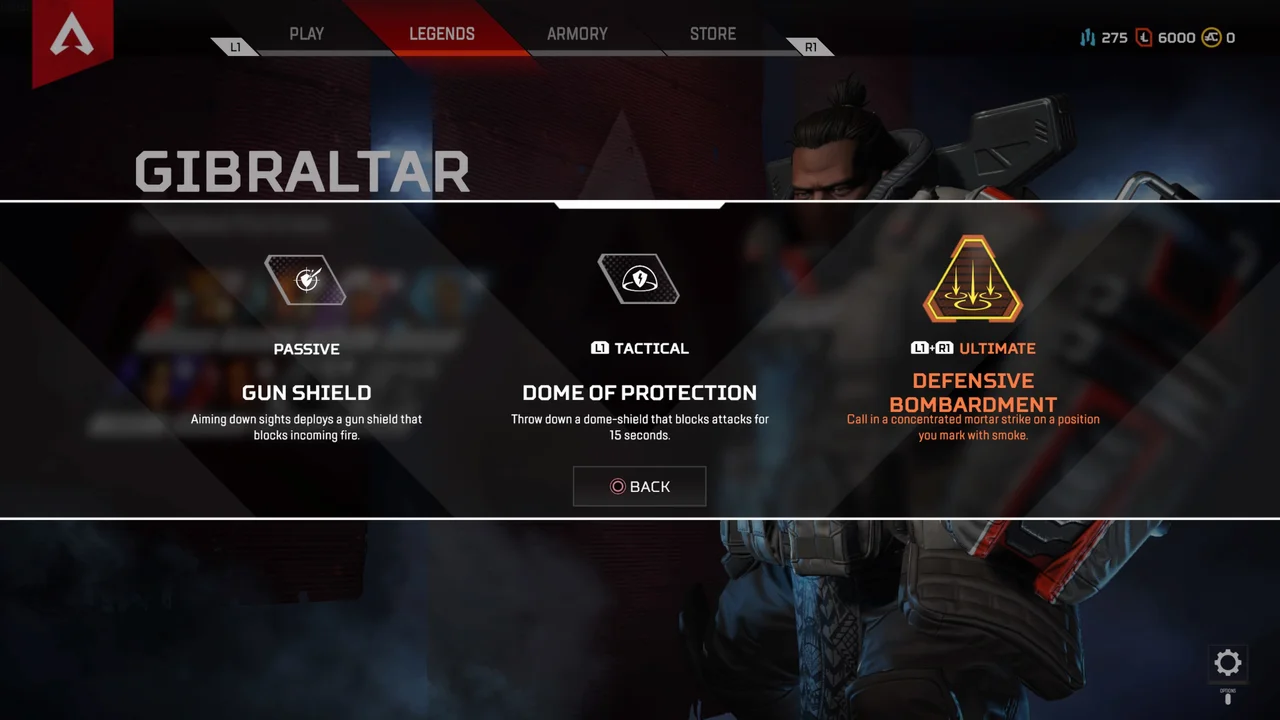 L1 PLAY LEGENDS ARMORY STORE R1
275 6000 0
GIBRALTAR
PASSIVE
GUN SHIELD
Aiming down sights deploys a gun shield that
blocks incoming fire.
L1 TACTICAL
DOME OF PROTECTION
Throw down a dome-shield that blocks attacks for
15 seconds.
L1+R1 ULTIMATE
DEFENSIVE
BOMBARDMENT
Call in a concentrated mortar strike on a position
you mark with smoke.
BACK
OPTIONS